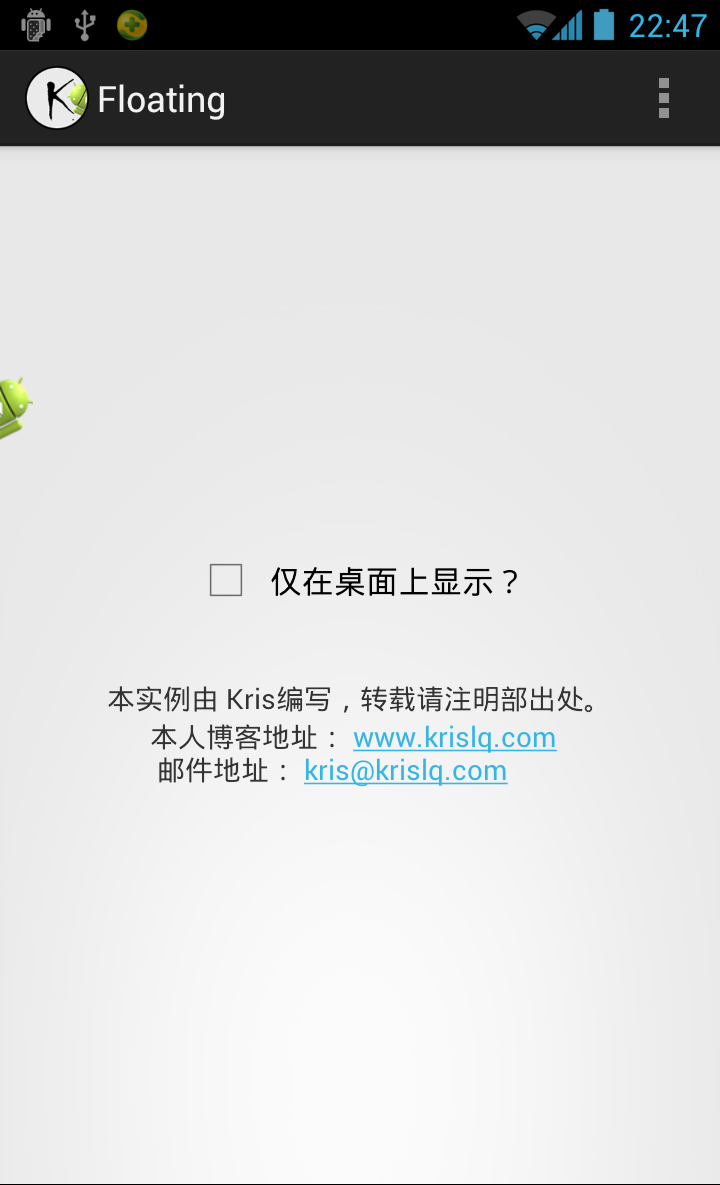 22:47
Floating
仅在桌面上显示？
本实例由 Kris编写，转载请注明部出处。
本人博客地址： www.krislq.com
邮件地址： kris@krislq.com